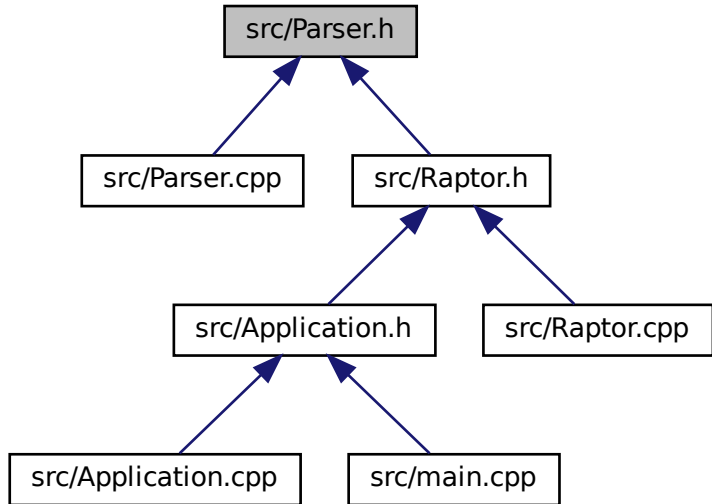 src/Parser.h
src/Parser.cpp
src/Raptor.h
src/Application.h
src/Raptor.cpp
src/Application.cpp
src/main.cpp